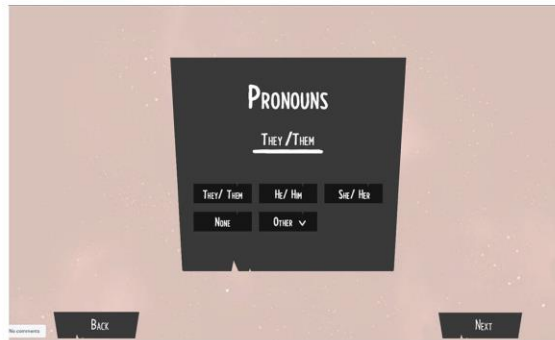 PRONOUNS
THEY/THEM
THEY/ THEM
HE/ HIM
SHE/ HER
NONE
OTHER
BACK
NEXT
No comments